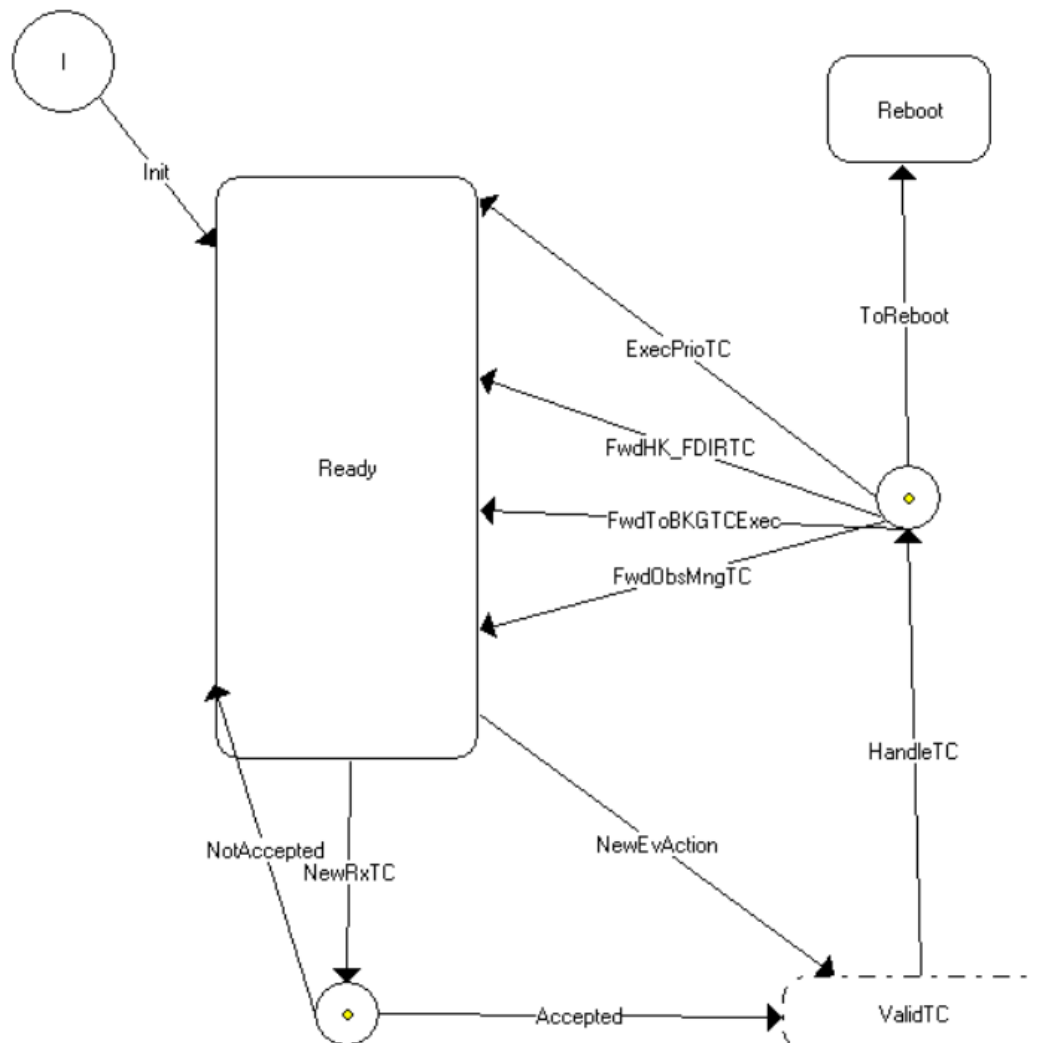 I
Reboot
Init
ToReboot
ExecPrioTC
FwdHK_FDIRTC
Ready
FwdToBKGTCExec
FwdObsMngTC
HandleTC
NewEvAction
NotAccepted
NewRxTC
Accepted
ValidTC